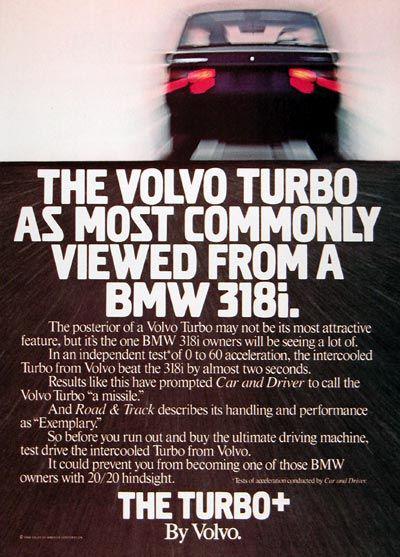 THE VOLVO TURBO
AS MOST COMMONLY
VIEWED FROM A
BMW 318i.
The posterior of a Volvo Turbo may not be its most attractive
feature, but it's the one BMW 318i owners will be seeing a lot of.
In an independent test* of 0 to 60 acceleration, the intercooled
Turbo from Volvo beat the 318i by almost two seconds.
Results like this have prompted Car and Driver to call the
Volvo Turbo "a missile."
And Road & Track describes its handling and performance
as "Exemplary."
So before you run out and buy the ultimate driving machine,
test drive the intercooled Turbo from Volvo.
It could prevent you from becoming one of those BMW
owners with 20/20 hindsight.
*Tests of acceleration conducted by Car and Driver.
THE TURBO+
By Volvo.
VOLVO OF AMERICA CORPORATION